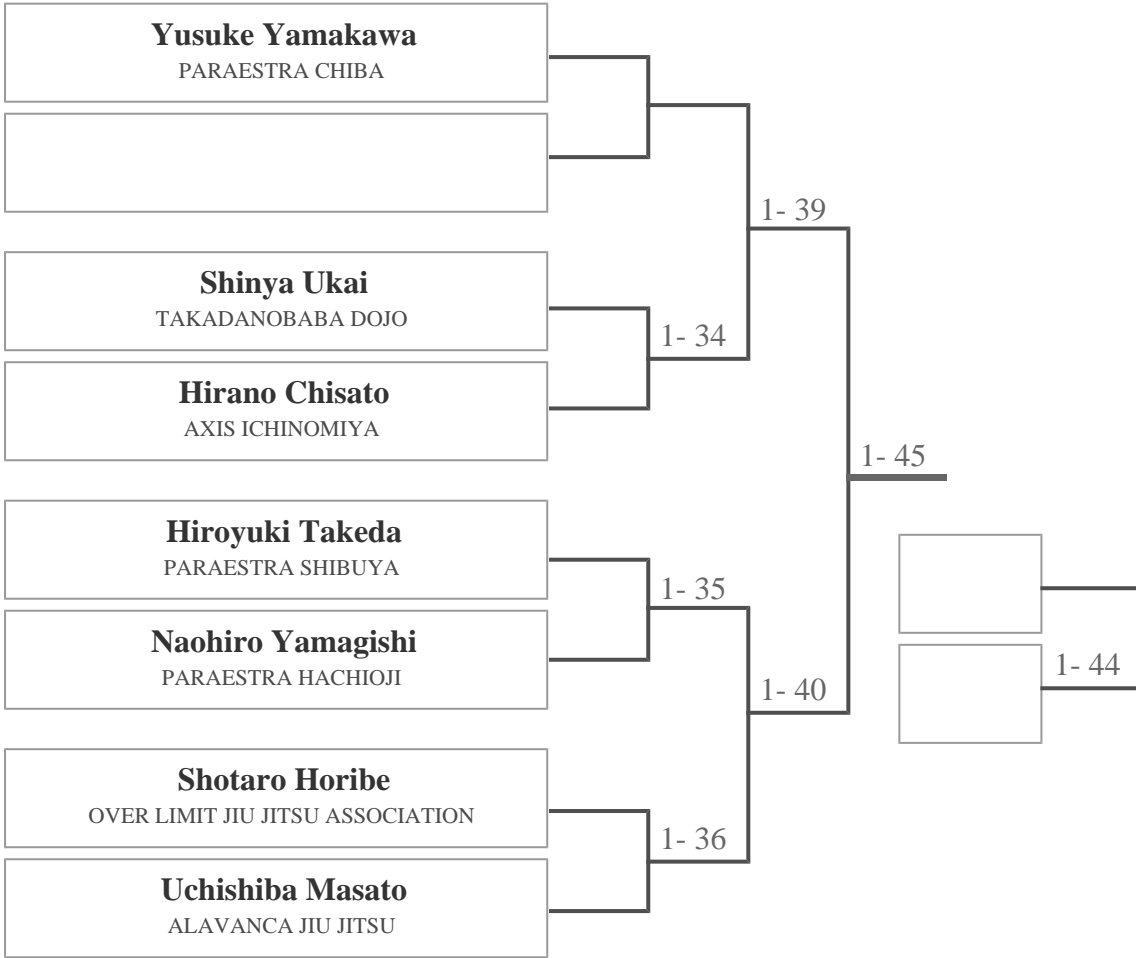 Yusuke Yamakawa
PARAESTRA CHIBA
1- 39
Shinya Ukai
TAKADANOBABA DOJO
1- 34
Hirano Chisato
AXIS ICHINOMIYA
1- 45
Hiroyuki Takeda
PARAESTRA SHIBUYA
1- 35
Naohiro Yamagishi
PARAESTRA HACHIOJI
1- 40
1- 44
Shotaro Horibe
OVER LIMIT JIU JITSU ASSOCIATION
1- 36
Uchishiba Masato
ALAVANCA JIU JITSU